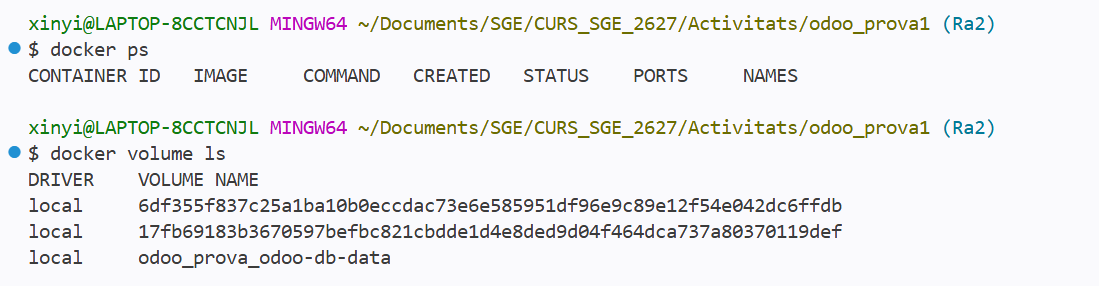 xinyi@LAPTOP-8CCTCNJL MINGW64 ~/Documents/SGE/CURS_SGE_2627/Activitats/odoo_prova1 (Ra2)
$ docker ps
CONTAINER ID   IMAGE     COMMAND   CREATED   STATUS    PORTS     NAMES
xinyi@LAPTOP-8CCTCNJL MINGW64 ~/Documents/SGE/CURS_SGE_2627/Activitats/odoo_prova1 (Ra2)
$ docker volume ls
DRIVER    VOLUME NAME
local     6df355f837c25a1ba10b0eccdac73e6e585951df96e9c89e12f54e042dc6ffdb
local     17fb69183b3670597befbc821cbdde1d4e8ded9d04f464dca737a80370119def
local     odoo_prova_odoo-db-data